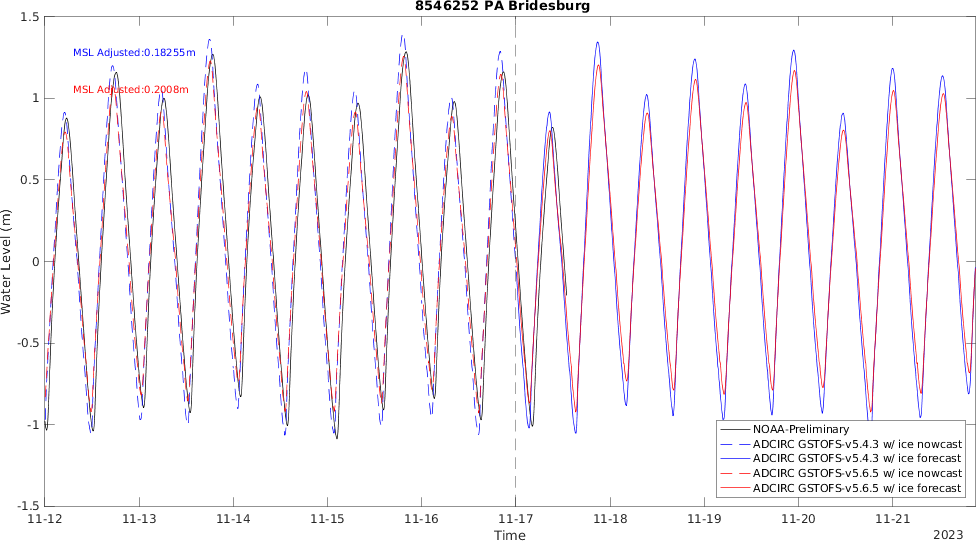 8546252 PA Bridesburg
1.5
1
0.5
0
-0.5
-1
-1.5
Water Level (m)
MSL Adjusted:0.18255m
MSL Adjusted:0.2008m
NOAA-Preliminary
ADCIRC GSTOFS-v5.4.3 w/ ice nowcast
ADCIRC GSTOFS-v5.4.3 w/ ice forecast
ADCIRC GSTOFS-v5.6.5 w/ ice nowcast
ADCIRC GSTOFS-v5.6.5 w/ ice forecast
11-12 11-13 11-14 11-15 11-16 11-17 11-18 11-19 11-20 11-21
Time
2023